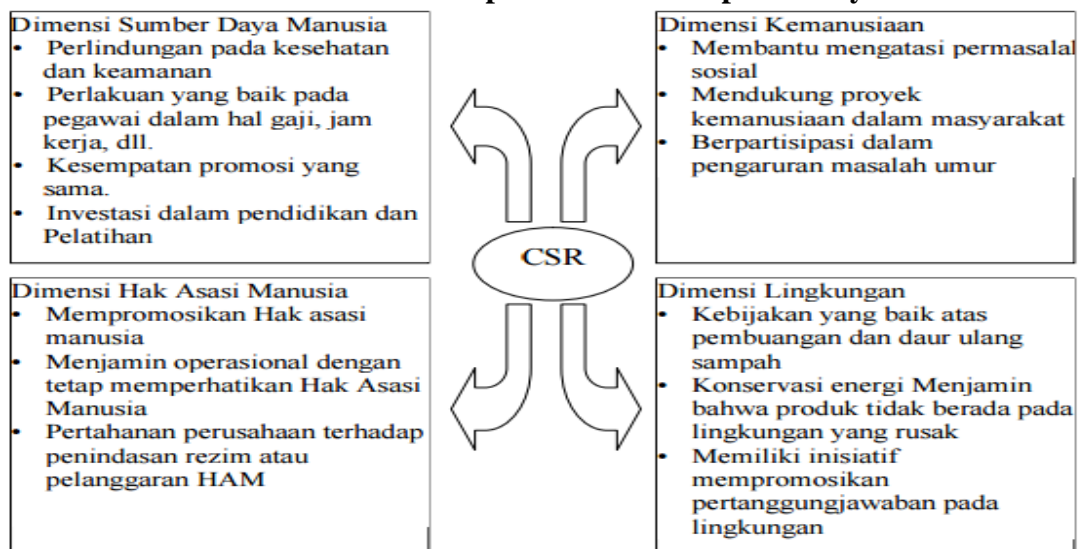 Dimensi Sumber Daya Manusia
• Perlindungan pada kesehatan
dan keamanan
• Perlakuan yang baik pada
pegawai dalam hal gaji, jam
kerja, dll.
• Kesempatan promosi yang
sama.
• Investasi dalam pendidikan dan
Pelatihan
Dimensi Kemanusiaan
• Membantu mengatasi permasalal
sosial
• Mendukung proyek
kemanusiaan dalam masyarakat
• Berpartisipasi dalam
pengaruran masalah umur
CSR
Dimensi Hak Asasi Manusia
• Mempromosikan Hak asasi
manusia
• Menjamin operasional dengan
tetap memperhatikan Hak Asasi
Manusia
• Pertahanan perusahaan terhadap
penindasan rezim atau
pelanggaran HAM
Dimensi Lingkungan
• Kebijakan yang baik atas
pembuangan dan daur ulang
sampah
• Konservasi energi Menjamin
bahwa produk tidak berada pada
lingkungan yang rusak
• Memiliki inisiatif
mempromosikan
pertanggungjawaban pada
lingkungan